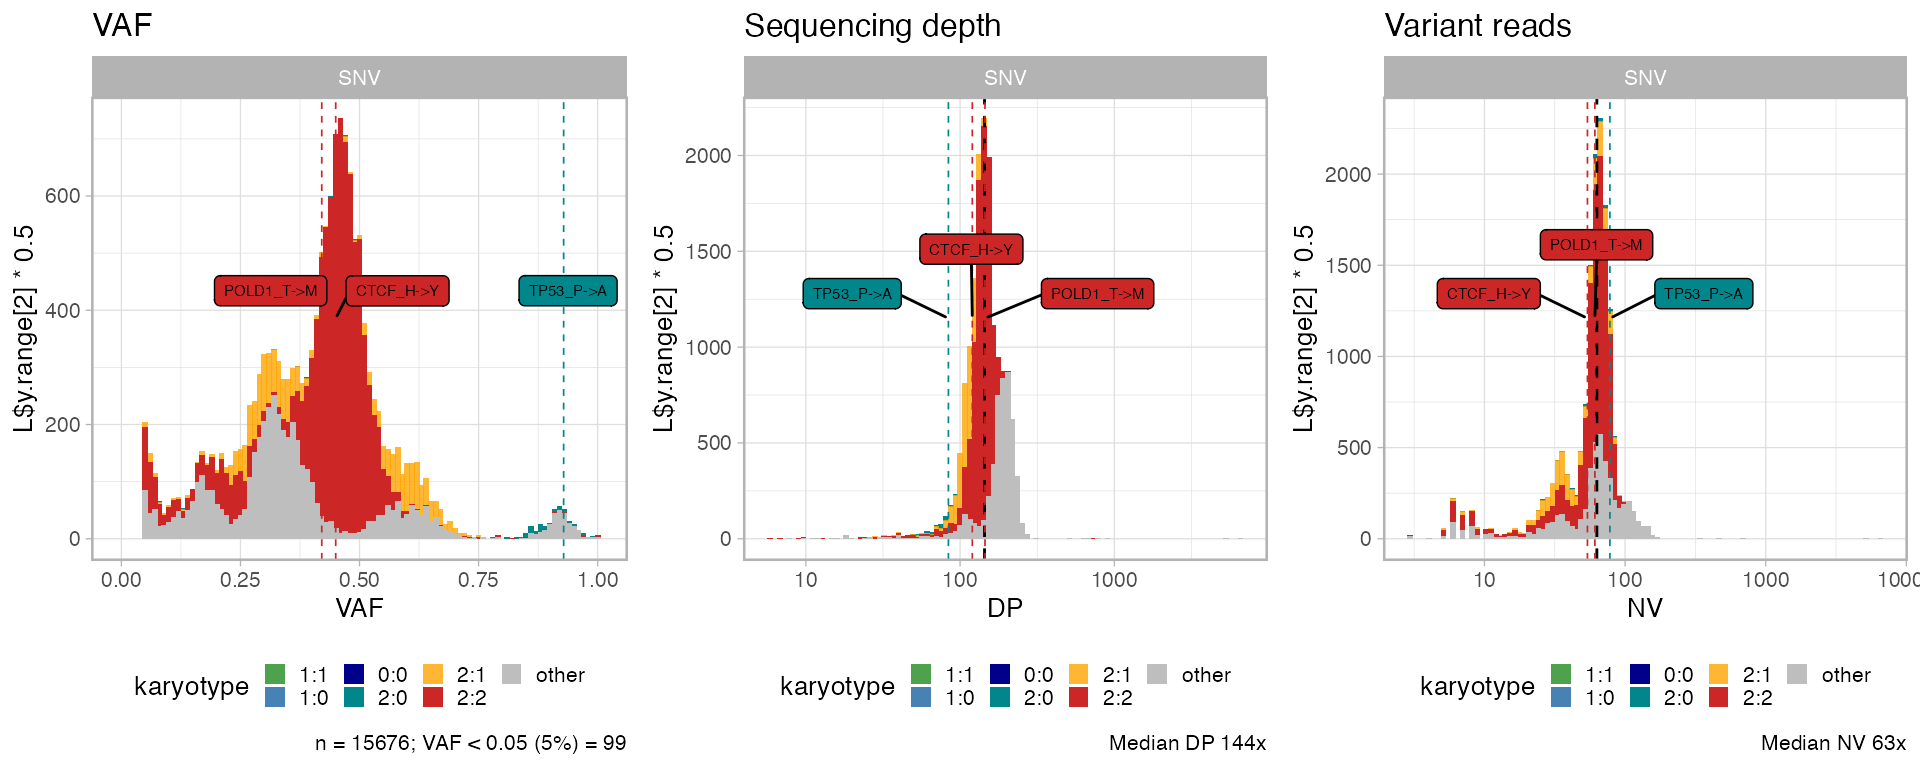 VAF
SNV
L$y.range[2] * 0.5
600
400
200
0
POLD1_T->M
CTCF_H->Y
TP53_P->A
0.00 0.25 0.50 0.75 1.00
VAF
karyotype
1:1 0:0 2:1 other
1:0 2:0 2:2
n = 15676; VAF < 0.05 (5%) = 99
Sequencing depth
SNV
L$y.range[2] * 0.5
2000
1500
1000
500
0
CTCF_H->Y
TP53_P->A
POLD1_T->M
10 100 1000
DP
karyotype
1:1 0:0 2:1 other
1:0 2:0 2:2
Median DP 144x
Variant reads
SNV
L$y.range[2] * 0.5
2000
1500
1000
500
0
POLD1_T->M
CTCF_H->Y
TP53_P->A
10 100 1000 1000
NV
karyotype
1:1 0:0 2:1 other
1:0 2:0 2:2
Median NV 63x